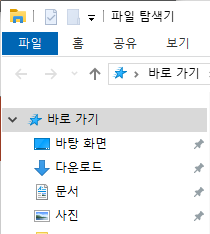 파일 탐색기
파일 홈 공유 보기
바로 가기
바로 가기
바탕 화면
다운로드
문서
사진